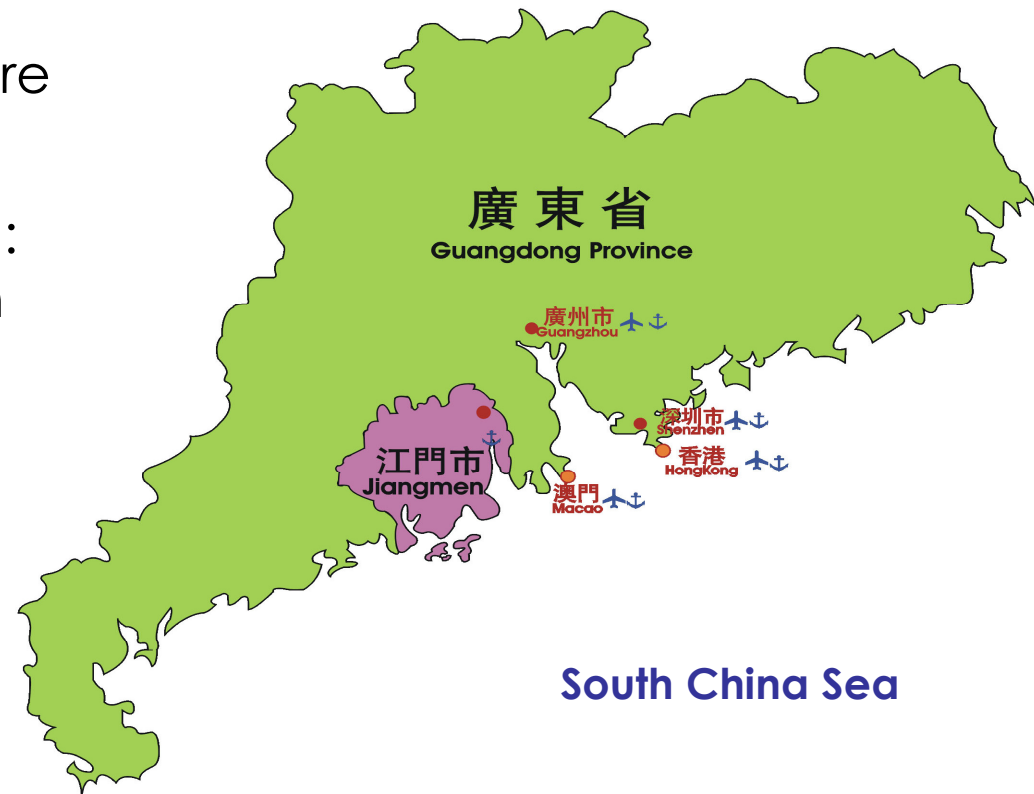 re
:
廣東省
Guangdong Province
廣州市
Guangzhou
深圳市
Shenzhen
香港
HongKong
江門市
Jiangmen
澳門
Macao
South China Sea